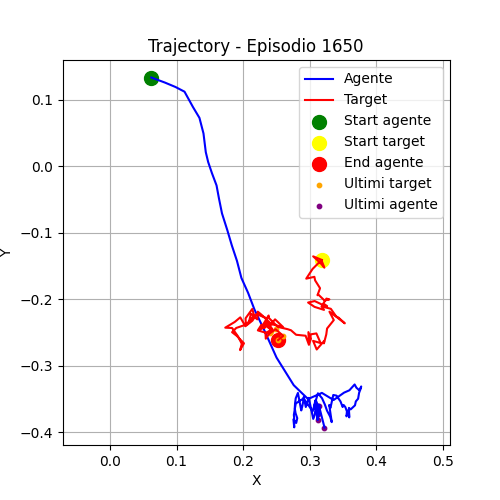 Trajectory - Episodio 1650
Agente
Target
Start agente
Start target
End agente
Ultimi target
Ultimi agente
0.1
0.0
−0.1
−0.2
−0.3
−0.4
Y
0.0 0.1 0.2 0.3 0.4 0.5
X